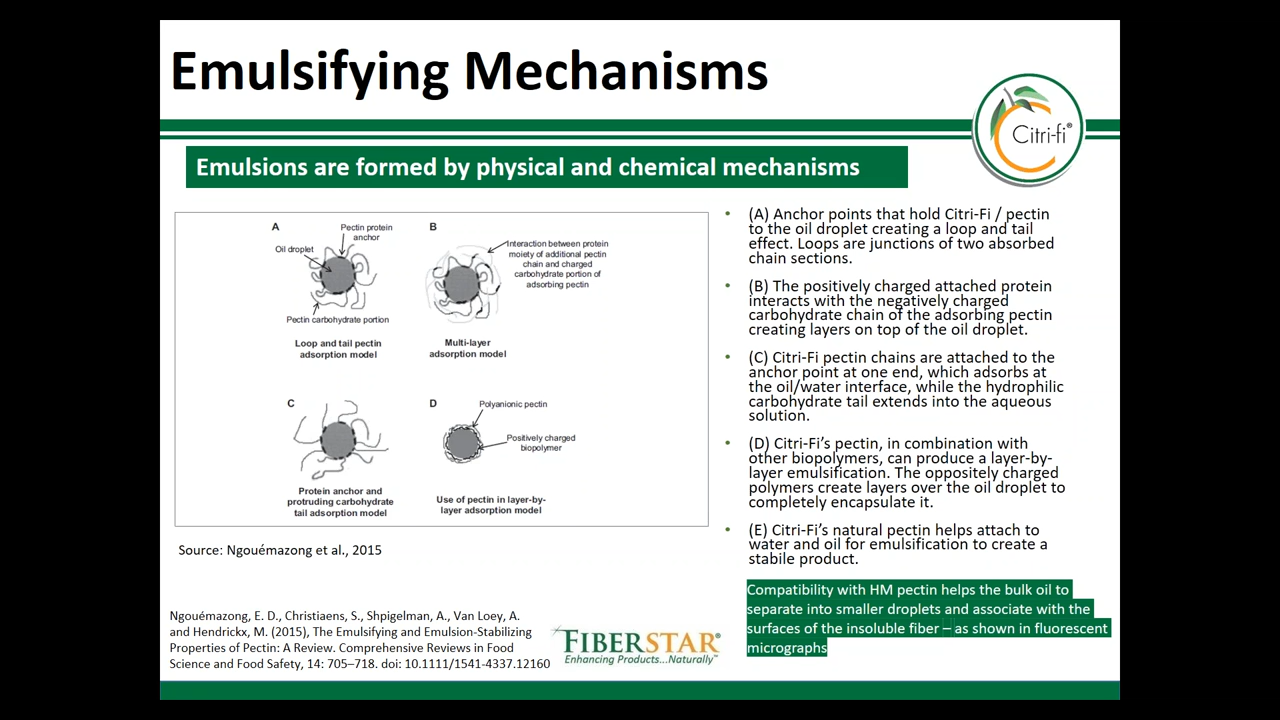 Emulsifying Mechanisms
Citri-fi®
Emulsions are formed by physical and chemical mechanisms
A
Pectin protein
anchor
Oil droplet
Pectin carbohydrate portion
Loop and tail pectin
adsorption model
B
Interaction between protein
moiety of additional pectin
chain and charged
carbohydrate portion of
adsorbing pectin
Multi-layer
adsorption model
C
Protein anchor and
protruding carbohydrate
tail adsorption model
D
Polyanionic pectin
Positively charged
biopolymer
Use of pectin in layer-by-
layer adsorption model
Source: Ngouémazong et al., 2015
• (A) Anchor points that hold Citri-Fi / pectin
to the oil droplet creating a loop and tail
effect. Loops are junctions of two absorbed
chain sections.
• (B) The positively charged attached protein
interacts with the negatively charged
carbohydrate chain of the adsorbing pectin
creating layers on top of the oil droplet.
• (C) Citri-Fi pectin chains are attached to the
anchor point at one end, which adsorbs at
the oil/water interface, while the hydrophilic
carbohydrate tail extends into the aqueous
solution.
• (D) Citri-Fi’s pectin, in combination with
other biopolymers, can produce a layer-by-
layer emulsification. The oppositely charged
polymers create layers over the oil droplet to
completely encapsulate it.
• (E) Citri-Fi’s natural pectin helps attach to
water and oil for emulsification to create a
stabile product.
Compatibility with HM pectin helps the bulk oil to
separate into smaller droplets and associate with the
surfaces of the insoluble fiber – as shown in fluorescent
micrographs
Ngouémazong, E. D., Christiaens, S., Shpigelman, A., Van Loey, A.
and Hendrickx, M. (2015), The Emulsifying and Emulsion-Stabilizing
Properties of Pectin: A Review. Comprehensive Reviews in Food
Science and Food Safety, 14: 705–718. doi: 10.1111/1541-4337.12160
FIBERSTAR®
Enhancing Products...Naturally™